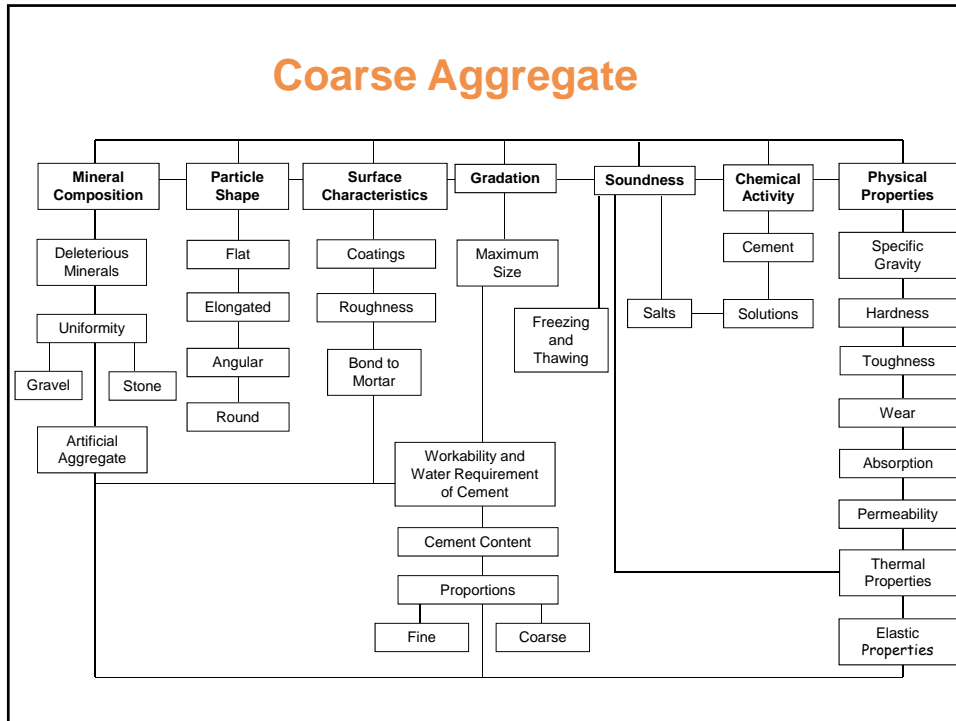 Coarse Aggregate
Mineral
Composition
Particle
Shape
Surface
Characteristics
Gradation
Soundness
Chemical
Activity
Physical
Properties
Deleterious
Minerals
Uniformity
Gravel
Stone
Artificial
Aggregate
Flat
Elongated
Angular
Round
Coatings
Roughness
Bond to
Mortar
Maximum
Size
Workability and
Water Requirement
of Cement
Cement Content
Proportions
Fine
Coarse
Freezing
and
Thawing
Salts
Cement
Solutions
Specific
Gravity
Hardness
Toughness
Wear
Absorption
Permeability
Thermal
Properties
Elastic
Properties